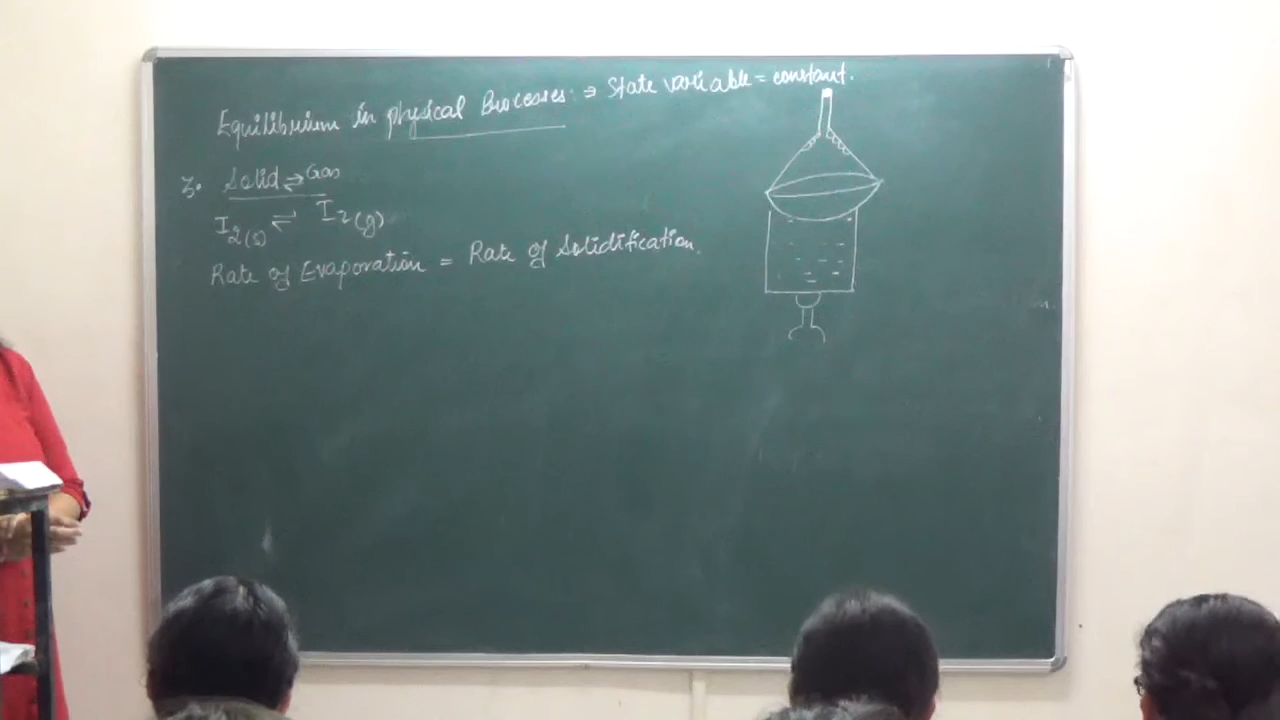 Equilibrium in physical Processes: ⇒ State variable = constant.
3. Solid ⇌ Gas
I2(s) ⇌ I2(g)
Rate of Evaporation = Rate of Solidification.